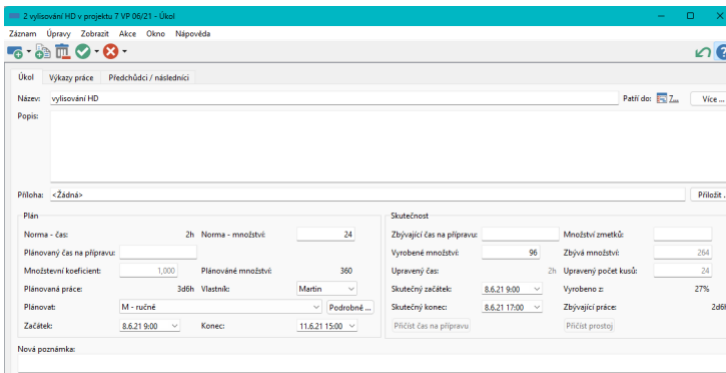 2 vylisování HD v projektu 7 VP 06/21 - Úkol
Záznam Úpravy Zobrazit Akce Okno Nápověda
Úkol Výkazy práce Předchůdci / následníci
Název: vylisování HD Patří do: Z... Více ...
Popis:
Příloha: <Žádná> Přiložit .
Plán Skutečnost
Norma - čas: 2h Norma - množství: 24 Zbývající čas na přípravu: Množství zmetků:
Plánovaný čas na přípravu: Vyrobené množství: 96 Zbývá množství: 264
Množstevní koeficient: 1,000 Plánováné množství: 360 Upravený čas: 2h Upravený počet kusů: 24
Plánovaná práce: 3d6h Vlastník: Martin Skutečný začátek: 8.6.21 9:00 Vyrobeno z: 27%
Plánovat: M - ručně Podrobně ... Skutečný konec: 8.6.21 17:00 Zbývající práce: 2d6h
Začátek: 8.6.21 9:00 Konec: 11.6.21 15:00 Přičíst čas na přípravu Přičíst prostoj
Nová poznámka: